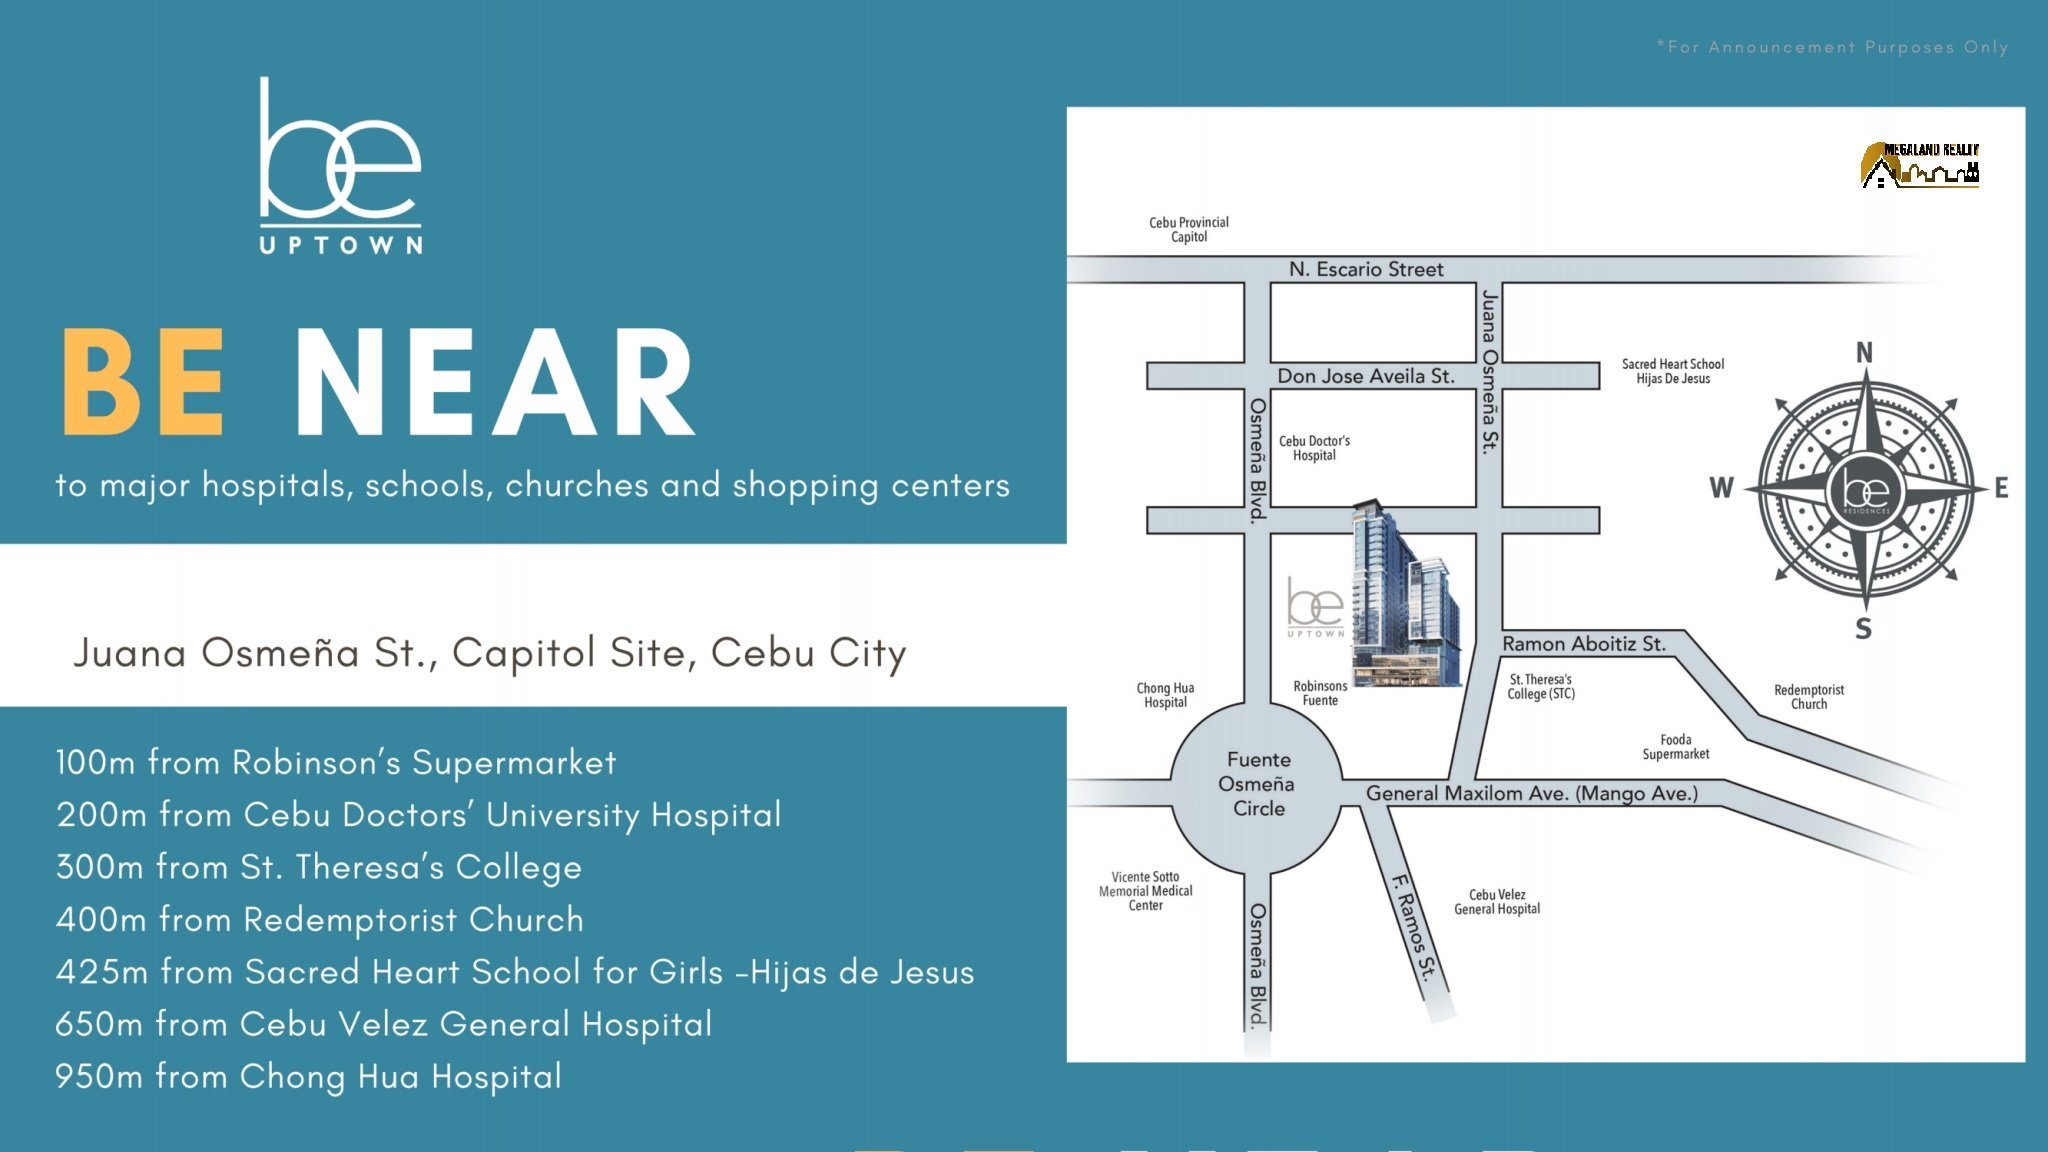 *For Announcement Purposes Only
be
UPTOWN
BE NEAR
to major hospitals, schools, churches and shopping centers
Juana Osmeña St., Capitol Site, Cebu City
100m from Robinson's Supermarket
200m from Cebu Doctors' University Hospital
300m from St. Theresa's College
400m from Redemptorist Church
425m from Sacred Heart School for Girls -Hijas de Jesus
650m from Cebu Velez General Hospital
950m from Chong Hua Hospital
MEGALAND REALTY
Cebu Provincial
Capitol
N. Escario Street
Juana Osmeña St.
Don Jose Aveila St.
Sacred Heart School
Hijas De Jesus
Osmeña Blvd.
Cebu Doctor's
Hospital
N
W
E
S
be
RESIDENCES
be
UPTOWN
Ramon Aboitiz St.
Chong Hua
Hospital
Robinsons
Fuente
St. Theresa's
College (STC)
Redemptorist
Church
Fooda
Supermarket
Fuente
Osmeña
Circle
General Maxilom Ave. (Mango Ave.)
Vicente Sotto
Memorial Medical
Center
Osmeña Blvd.
F. Ramos St.
Cebu Velez
General Hospital